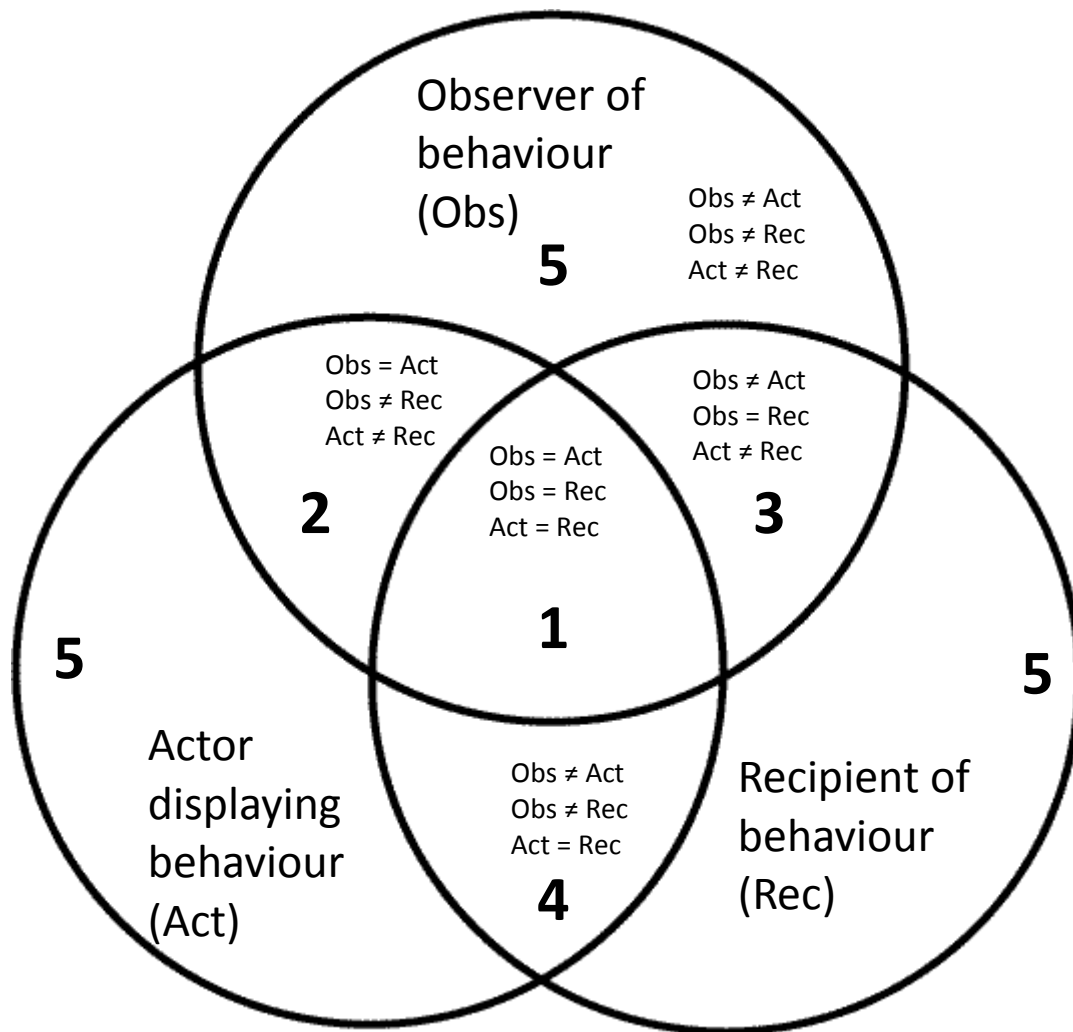 Observer of
behaviour
(Obs)
5
Obs ≠ Act
Obs ≠ Rec
Act ≠ Rec
Obs = Act
Obs ≠ Rec
Act ≠ Rec
2
Obs = Act
Obs = Rec
Act = Rec
1
Obs ≠ Act
Obs = Rec
Act ≠ Rec
3
5
Actor
displaying
behaviour
(Act)
Obs ≠ Act
Obs ≠ Rec
Act = Rec
4
5
Recipient of
behaviour
(Rec)